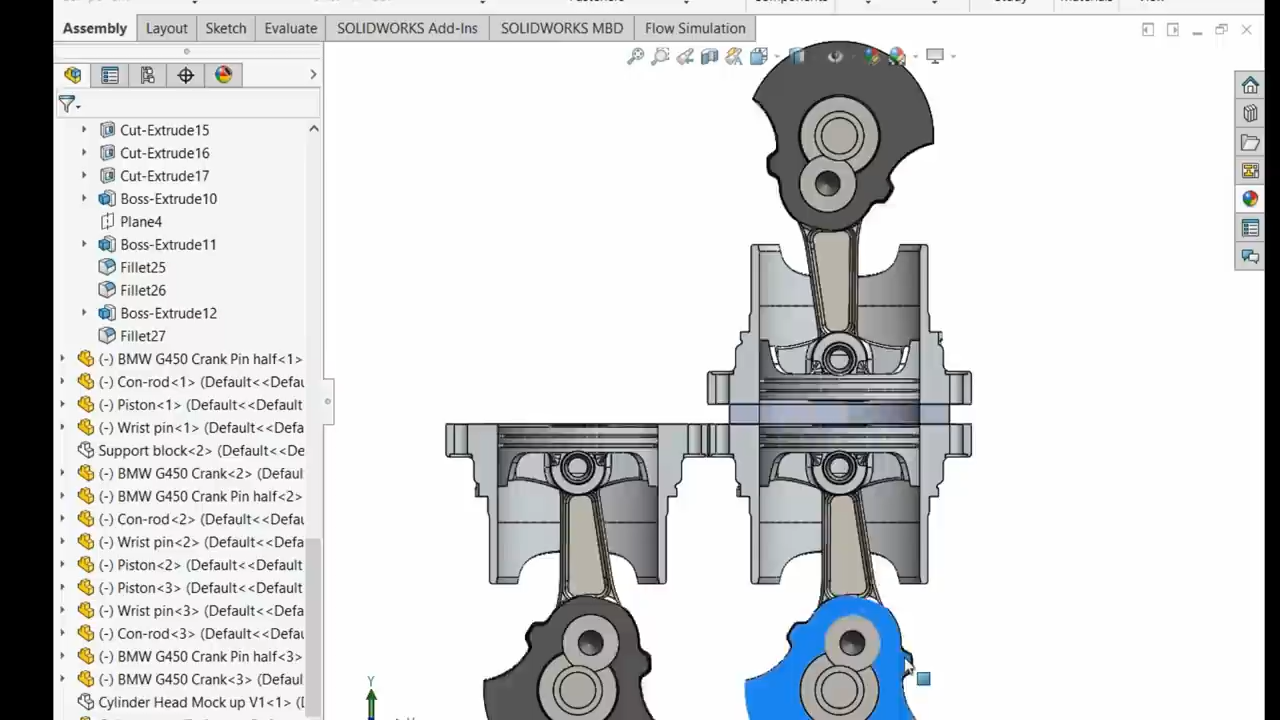 Assembly Layout Sketch Evaluate SOLIDWORKS Add-Ins SOLIDWORKS MBD Flow Simulation
Cut-Extrude15
Cut-Extrude16
Cut-Extrude17
Boss-Extrude10
Plane4
Boss-Extrude11
Fillet25
Fillet26
Boss-Extrude12
Fillet27
(-) BMW G450 Crank Pin half<1>
(-) Con-rod<1> (Default<<Defau
(-) Piston<1> (Default<<Default
(-) Wrist pin<1> (Default<<Defa
Support block<2> (Default<<De
(-) BMW G450 Crank<2> (Defaul
(-) BMW G450 Crank Pin half<2>
(-) Con-rod<2> (Default<<Defau
(-) Wrist pin<2> (Default<<Defa
(-) Piston<2> (Default<<Default
(-) Piston<3> (Default<<Default
(-) Wrist pin<3> (Default<<Defa
(-) Con-rod<3> (Default<<Defau
(-) BMW G450 Crank Pin half<3>
(-) BMW G450 Crank<3> (Defaul
Cylinder Head Mock up V1<1> (
Y